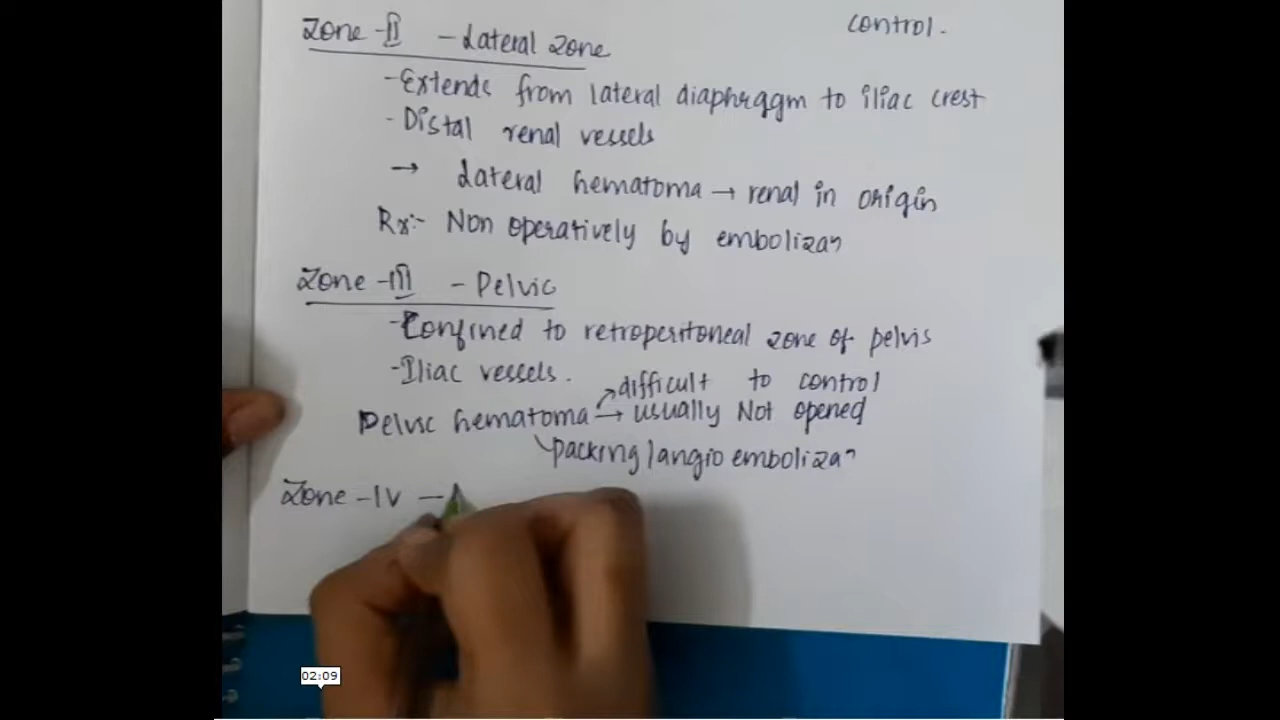 control.
Zone -II - Lateral zone
-Extends from lateral diaphragm to iliac crest
- Distal renal vessels
→ Lateral hematoma → renal in origin
Rx:- Non operatively by embolizaⁿ
Zone -III - Pelvic
-Confined to retroperitoneal zone of pelvis
-Iliac vessels.
difficult to control
Pelvic hematoma → usually Not opened
packing / angio embolizaⁿ
Zone -IV -
02:09